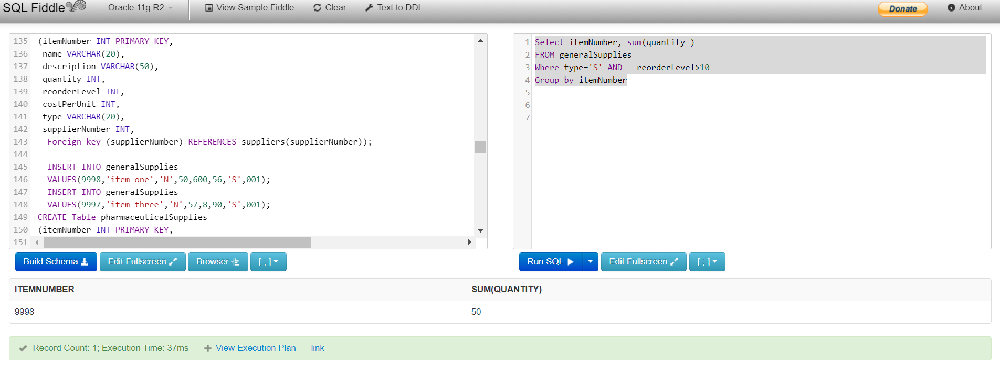 SQL Fiddle Oracle 11g R2 View Sample Fiddle Clear Text to DDL Donate About
135 (itemNumber INT PRIMARY KEY,
136 name VARCHAR(20),
137 description VARCHAR(50),
138 quantity INT,
139 reorderLevel INT,
140 costPerUnit INT,
141 type VARCHAR(20),
142 supplierNumber INT,
143 Foreign key (supplierNumber) REFERENCES suppliers(supplierNumber));
144
145 INSERT INTO generalSupplies
146 VALUES(9998,'item-one','N',50,600,56,'S',001);
147 INSERT INTO generalSupplies
148 VALUES(9997,'item-three','N',57,8,90,'S',001);
149 CREATE Table pharmaceuticalSupplies
150 (itemNumber INT PRIMARY KEY,
151
1 Select itemNumber, sum(quantity )
2 FROM generalSupplies
3 Where type='S' AND reorderLevel>10
4 Group by itemNumber
5
6
7
Build Schema Edit Fullscreen Browser [ ; ]
Run SQL Edit Fullscreen [ ; ]
ITEMNUMBER SUM(QUANTITY)
9998 50
Record Count: 1; Execution Time: 37ms View Execution Plan link